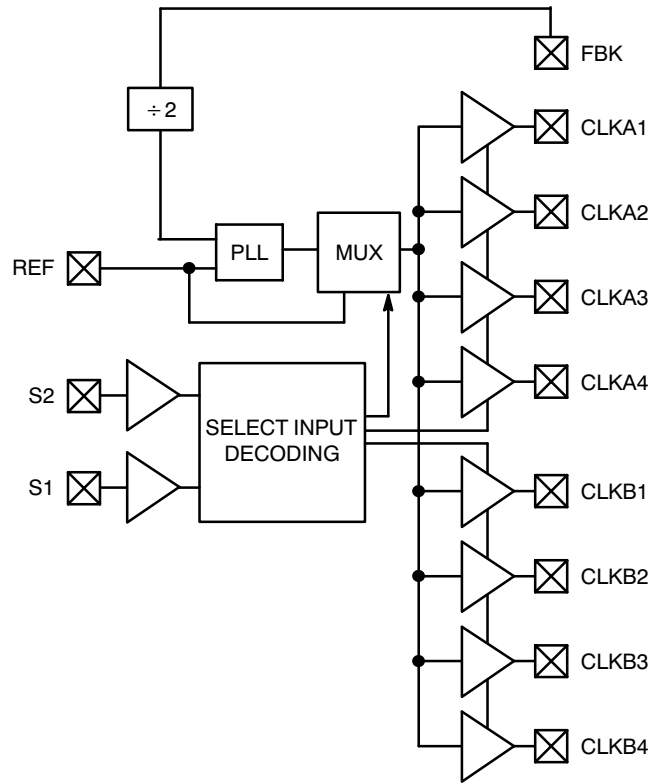 FBK
÷2
CLKA1
CLKA2
PLL
MUX
REF
CLKA3
CLKA4
S2
SELECT INPUT
DECODING
S1
CLKB1
CLKB2
CLKB3
CLKB4